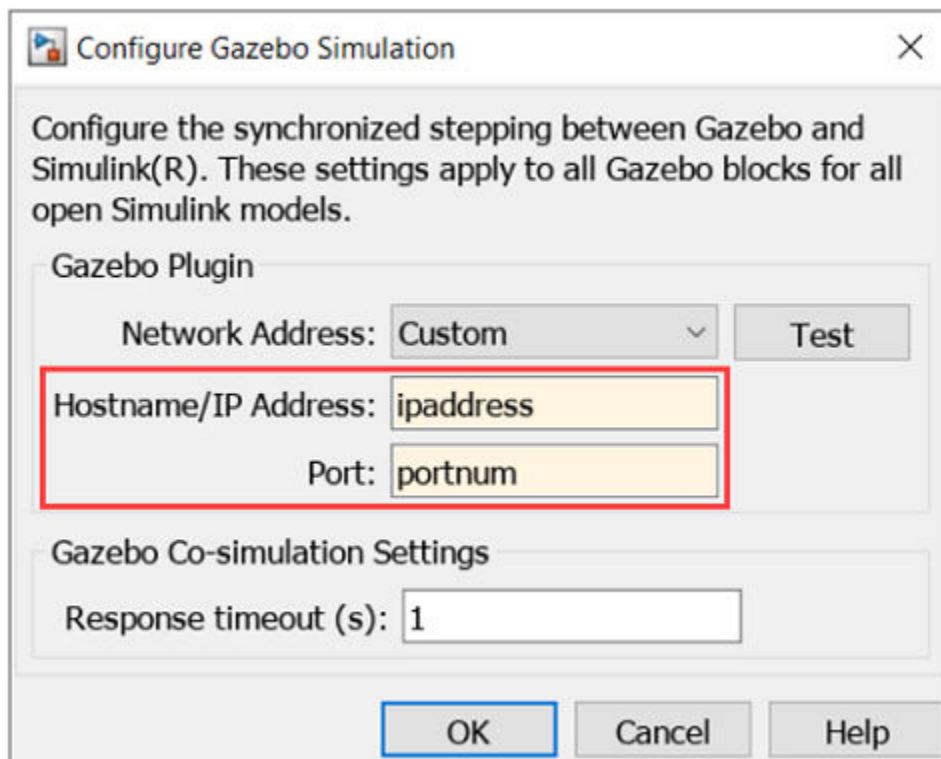 Configure Gazebo Simulation
Configure the synchronized stepping between Gazebo and
Simulink(R). These settings apply to all Gazebo blocks for all
open Simulink models.
Gazebo Plugin
Network Address: Custom Test
Hostname/IP Address: ipaddress
Port: portnum
Gazebo Co-simulation Settings
Response timeout (s): 1
OK Cancel Help